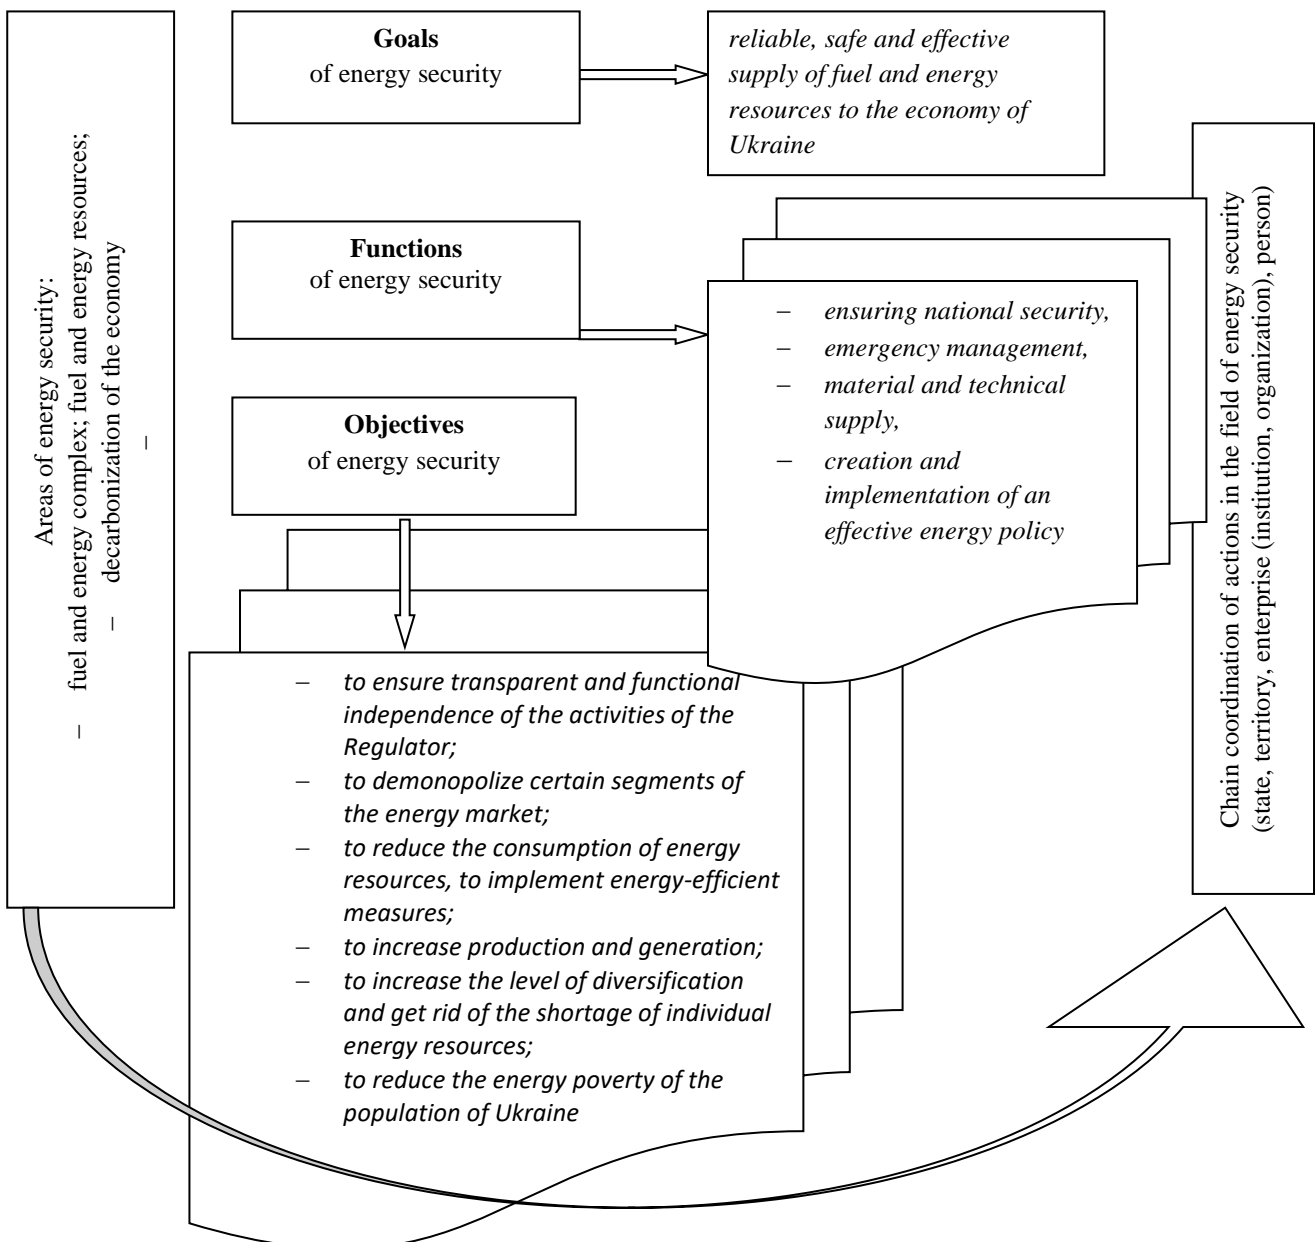 Areas of energy security:
– fuel and energy complex; fuel and energy resources;
– decarbonization of the economy
–
Goals
of energy security
reliable, safe and effective
supply of fuel and energy
resources to the economy of
Ukraine
Functions
of energy security
– ensuring national security,
– emergency management,
– material and technical
supply,
– creation and
implementation of an
effective energy policy
Objectives
of energy security
– to ensure transparent and functional
independence of the activities of the
Regulator;
– to demonopolize certain segments of
the energy market;
– to reduce the consumption of energy
resources, to implement energy-efficient
measures;
– to increase production and generation;
– to increase the level of diversification
and get rid of the shortage of individual
energy resources;
– to reduce the energy poverty of the
population of Ukraine
Chain coordination of actions in the field of energy security
(state, territory, enterprise (institution, organization), person)